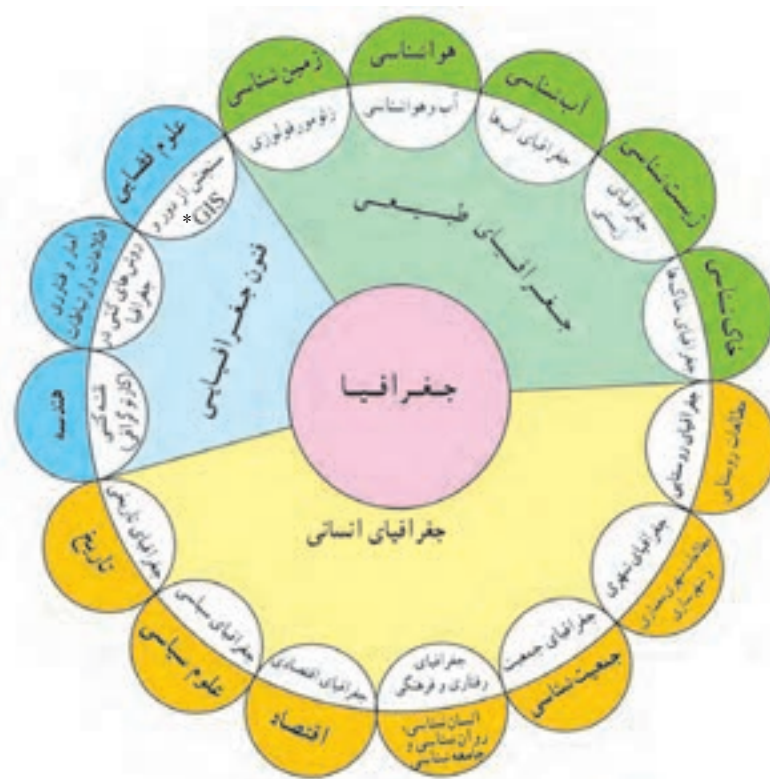 جغرافیا
جغرافیای طبیعی
فنون جغرافیایی
جغرافیای انسانی
هواشناسی
آب و هواشناسی
آب‌شناسی
جغرافیای آب‌ها
زیست‌شناسی
جغرافیای
زیستی
خاک‌شناسی
جغرافیای خاک‌ها
مطالعات روستایی
جغرافیای روستایی
مطالعات شهری معماری
و شهرسازی
جغرافیای شهری
جمعیت‌شناسی
جغرافیای جمعیت
انسان‌شناسی،
روان‌شناسی و
جامعه‌شناسی
جغرافیای
رفتاری و فرهنگی
اقتصاد
جغرافیای اقتصادی
علوم سیاسی
جغرافیای سیاسی
تاریخ
جغرافیای تاریخی
هندسه
نقشه‌کشی
(کارتوگرافی)
آمار و فناوری
اطلاعات و ارتباطات
روش‌های کمّی در
جغرافیا
علوم فضایی
سنجش از دور و
GIS*
زمین‌شناسی
ژئومورفولوژی